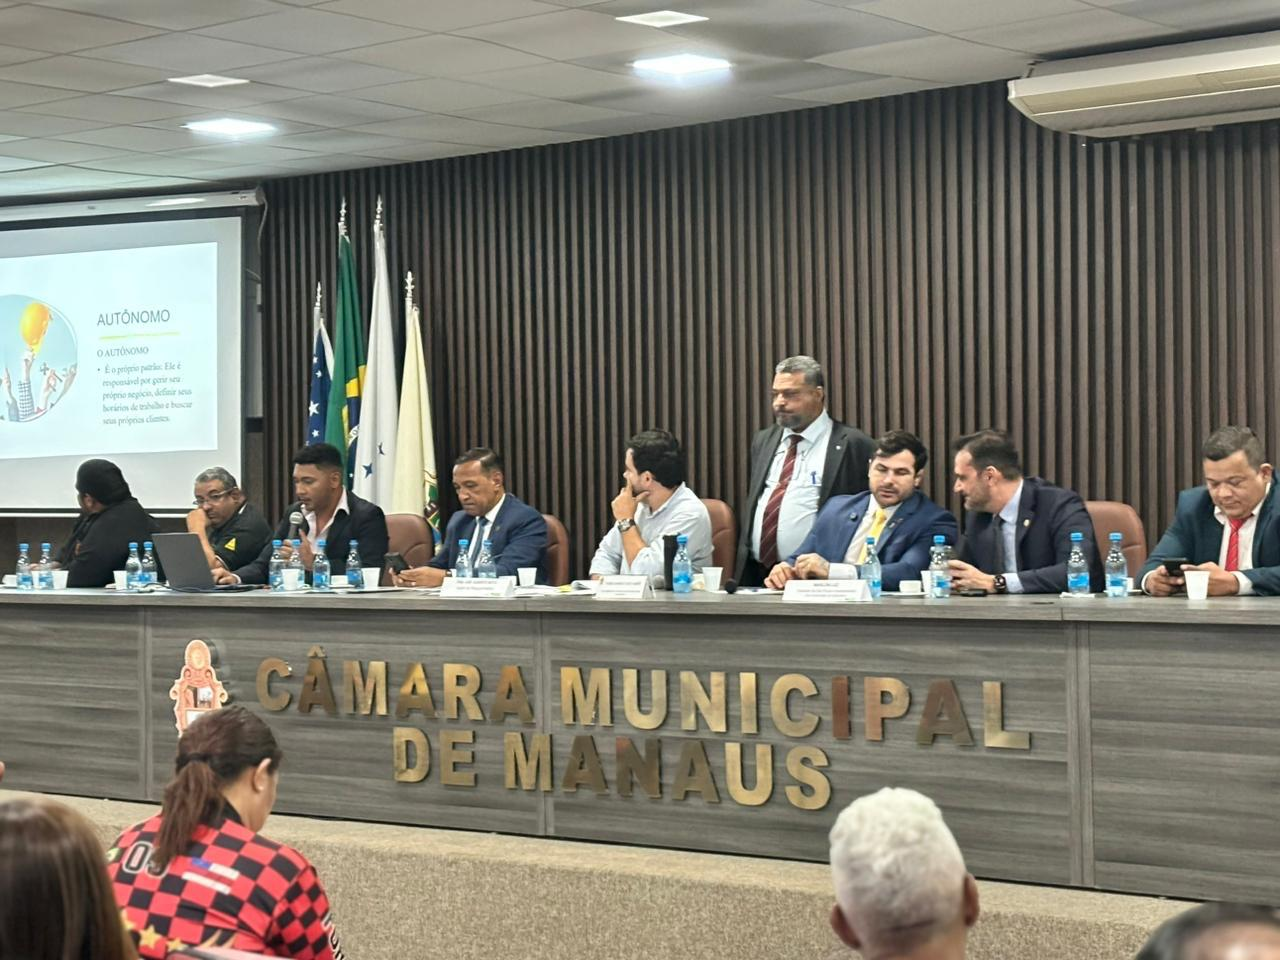 AUTÔNOMO
O AUTÔNOMO
• É o próprio patrão: Ele é
responsável por gerir seu
próprio negócio, definir seus
horários de trabalho e buscar
seus próprios clientes.
CÂMARA MUNICIPAL
DE MANAUS